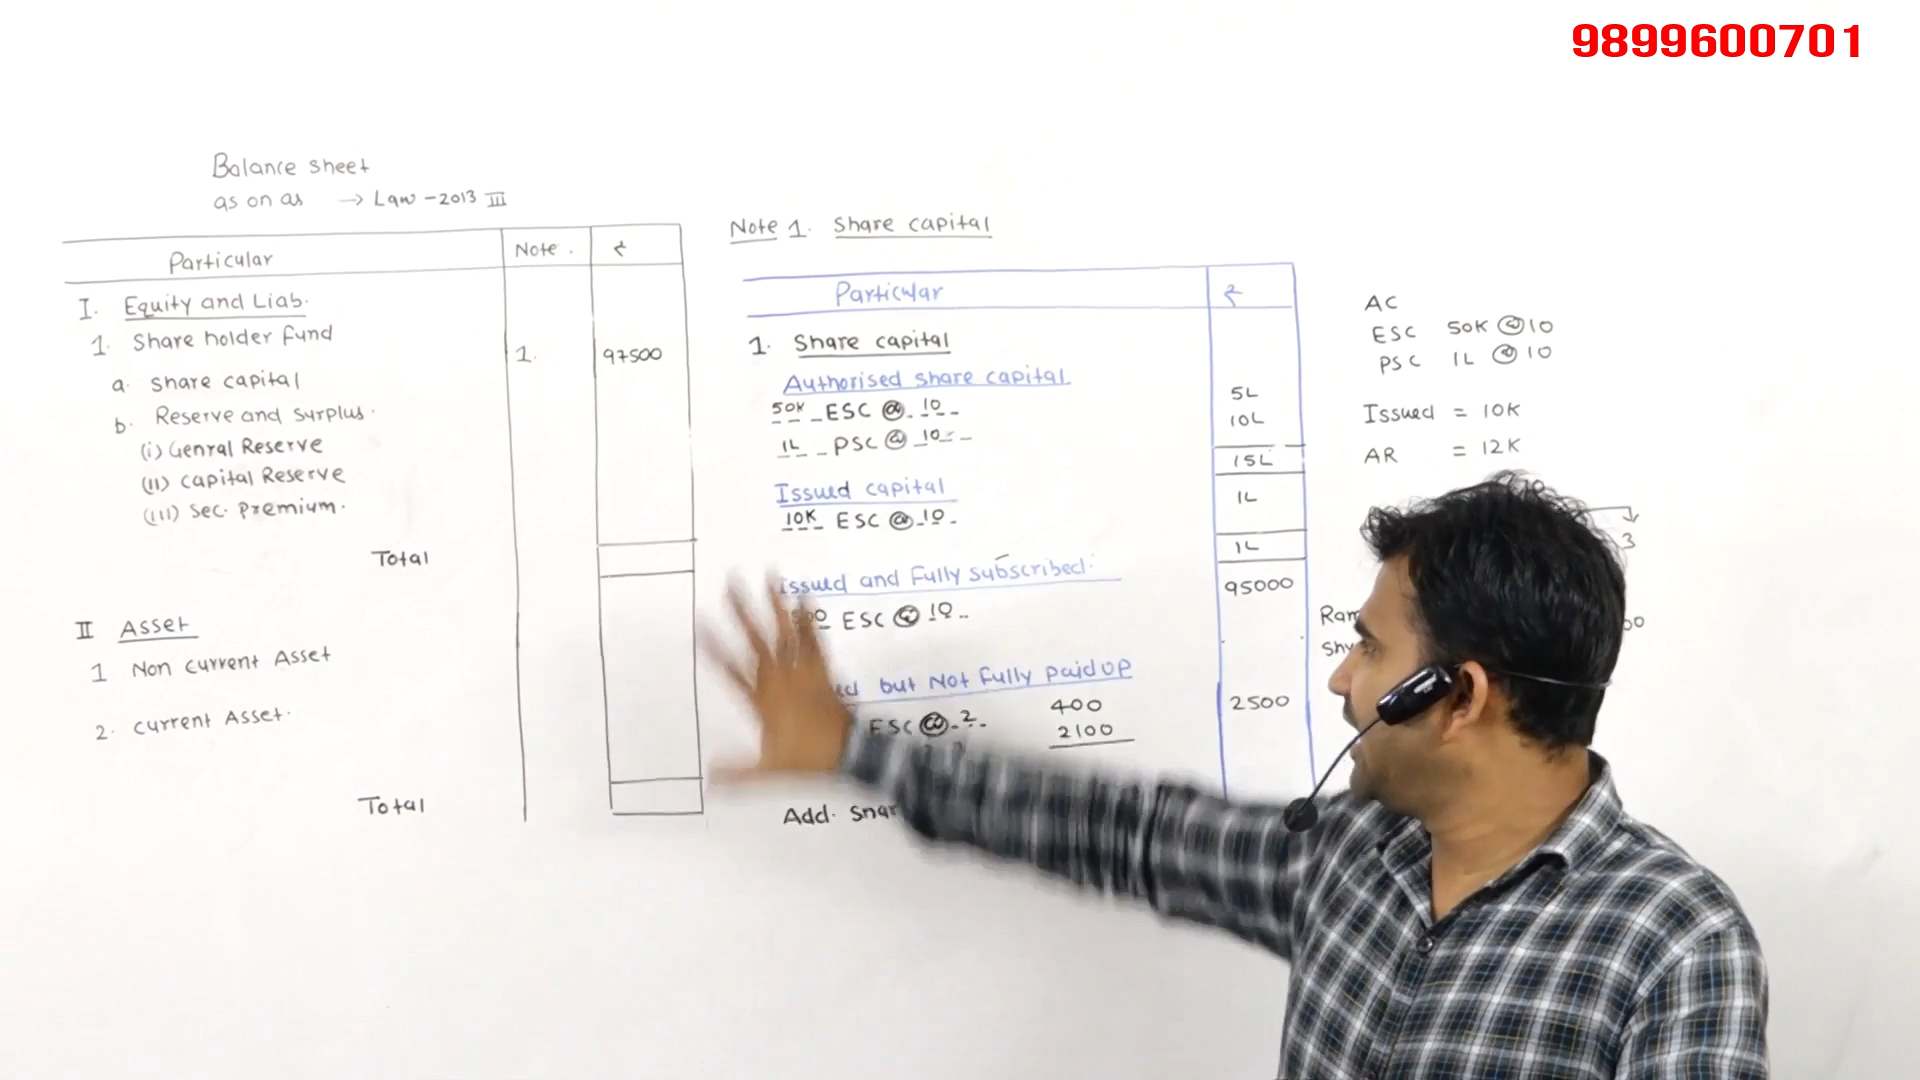 9899600701
Balance sheet
as on as → Law -2013 III
Particular Note. ₹
I. Equity and Liab.
1. Share holder Fund
1. 97500
a. Share capital
b. Reserve and Surplus.
(i) Genral Reserve
(II) Capital Reserve
(III) Sec. Premium.
Total
II Asset
1 Non current Asset
2. Current Asset.
Total
Note 1. Share capital
Particular ₹
1. Share capital
Authorised share capital
50K ESC @ 10 5L
1L PSC @ 10 10L
15L
Issued capital
10K ESC @ 10 1L
1L
Issued and Fully Subscribed.
ESC @ 10 95000
but Not Fully Paid UP
ESC @ 2 400 2500
2100
Add.
AC
ESC 50K @ 10
PSC 1L @ 10
Issued = 10K
AR = 12K
3